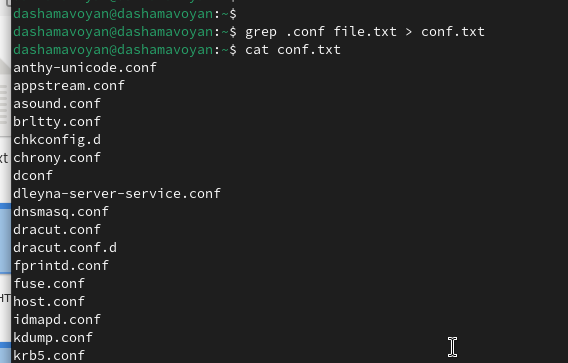 dashamavoyan@dashamavoyan:~$
dashamavoyan@dashamavoyan:~$ grep .conf file.txt > conf.txt
dashamavoyan@dashamavoyan:~$ cat conf.txt
anthy-unicode.conf
appstream.conf
asound.conf
brltty.conf
chkconfig.d
chrony.conf
dconf
dleyna-server-service.conf
dnsmasq.conf
dracut.conf
dracut.conf.d
fprintd.conf
fuse.conf
host.conf
idmapd.conf
kdump.conf
krb5.conf